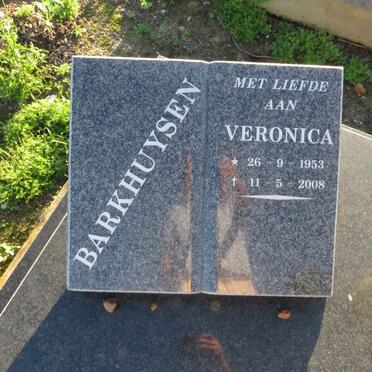 BARKHUYSEN
MET LIEFDE
AAN
VERONICA
★ 26 - 9 - 1953
† 11 - 5 - 2008